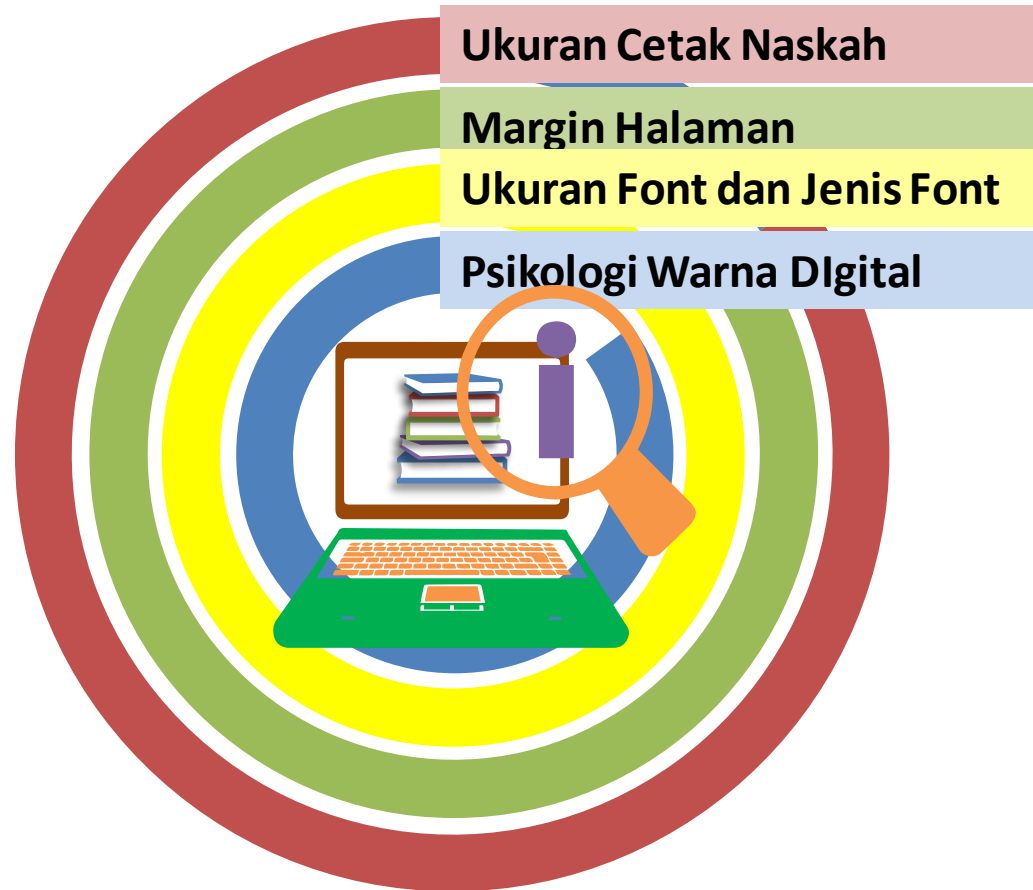 Ukuran Cetak Naskah
Margin Halaman
Ukuran Font dan Jenis Font
Psikologi Warna DIgital
i